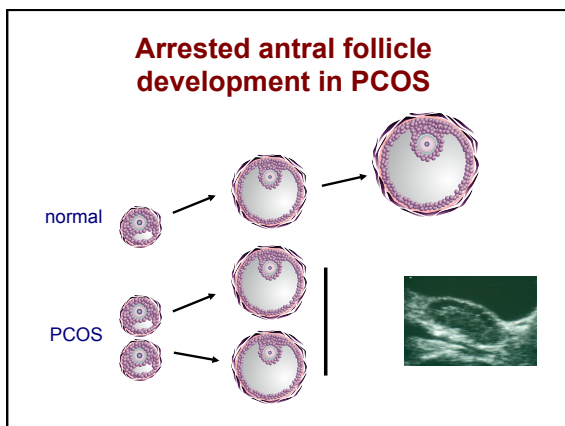 Arrested antral follicle
development in PCOS
normal
PCOS